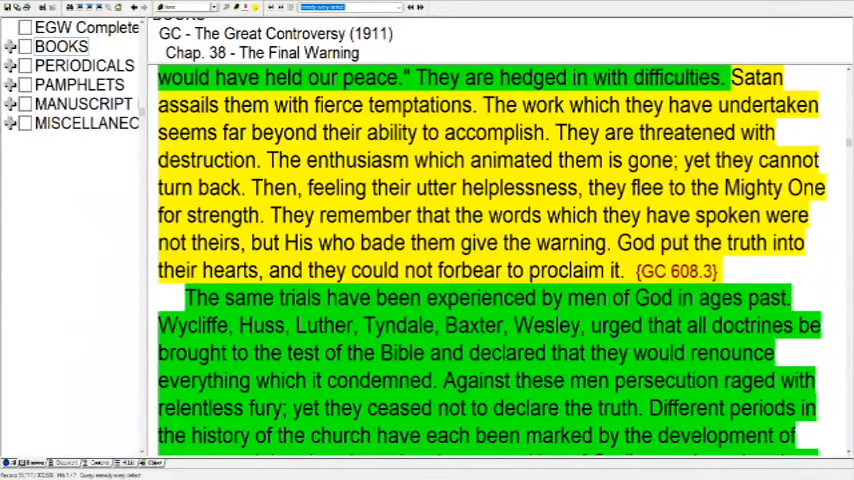 EGW Complete
BOOKS
PERIODICALS
PAMPHLETS
MANUSCRIPT
MISCELLANEC
BOOKS
GC - The Great Controversy (1911)
Chap. 38 - The Final Warning
would have held our peace." They are hedged in with difficulties. Satan
assails them with fierce temptations. The work which they have undertaken
seems far beyond their ability to accomplish. They are threatened with
destruction. The enthusiasm which animated them is gone; yet they cannot
turn back. Then, feeling their utter helplessness, they flee to the Mighty One
for strength. They remember that the words which they have spoken were
not theirs, but His who bade them give the warning. God put the truth into
their hearts, and they could not forbear to proclaim it. {GC 608.3}
The same trials have been experienced by men of God in ages past.
Wycliffe, Huss, Luther, Tyndale, Baxter, Wesley, urged that all doctrines be
brought to the test of the Bible and declared that they would renounce
everything which it condemned. Against these men persecution raged with
relentless fury; yet they ceased not to declare the truth. Different periods in
the history of the church have each been marked by the development of